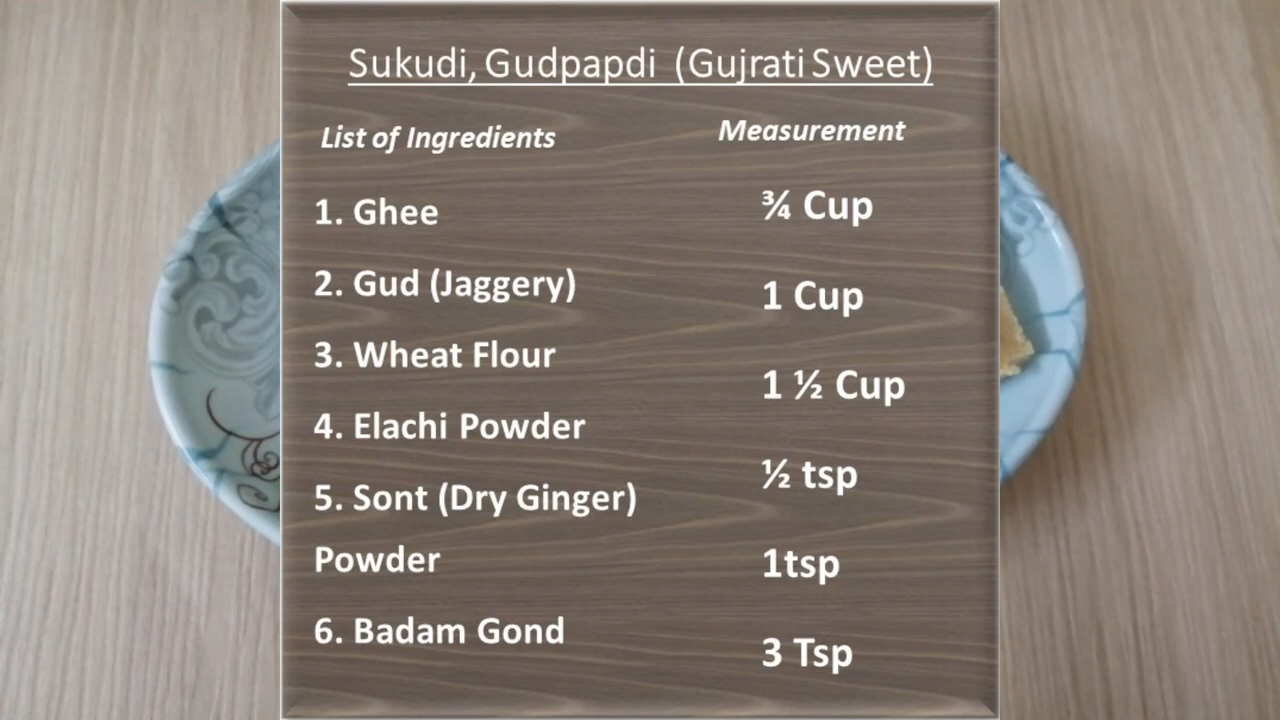 Sukudi, Gudpapdi (Gujrati Sweet)
List of Ingredients
Measurement
1. Ghee
¾ Cup
2. Gud (Jaggery)
1 Cup
3. Wheat Flour
1 ½ Cup
4. Elachi Powder
½ tsp
5. Sont (Dry Ginger)
Powder
1tsp
6. Badam Gond
3 Tsp